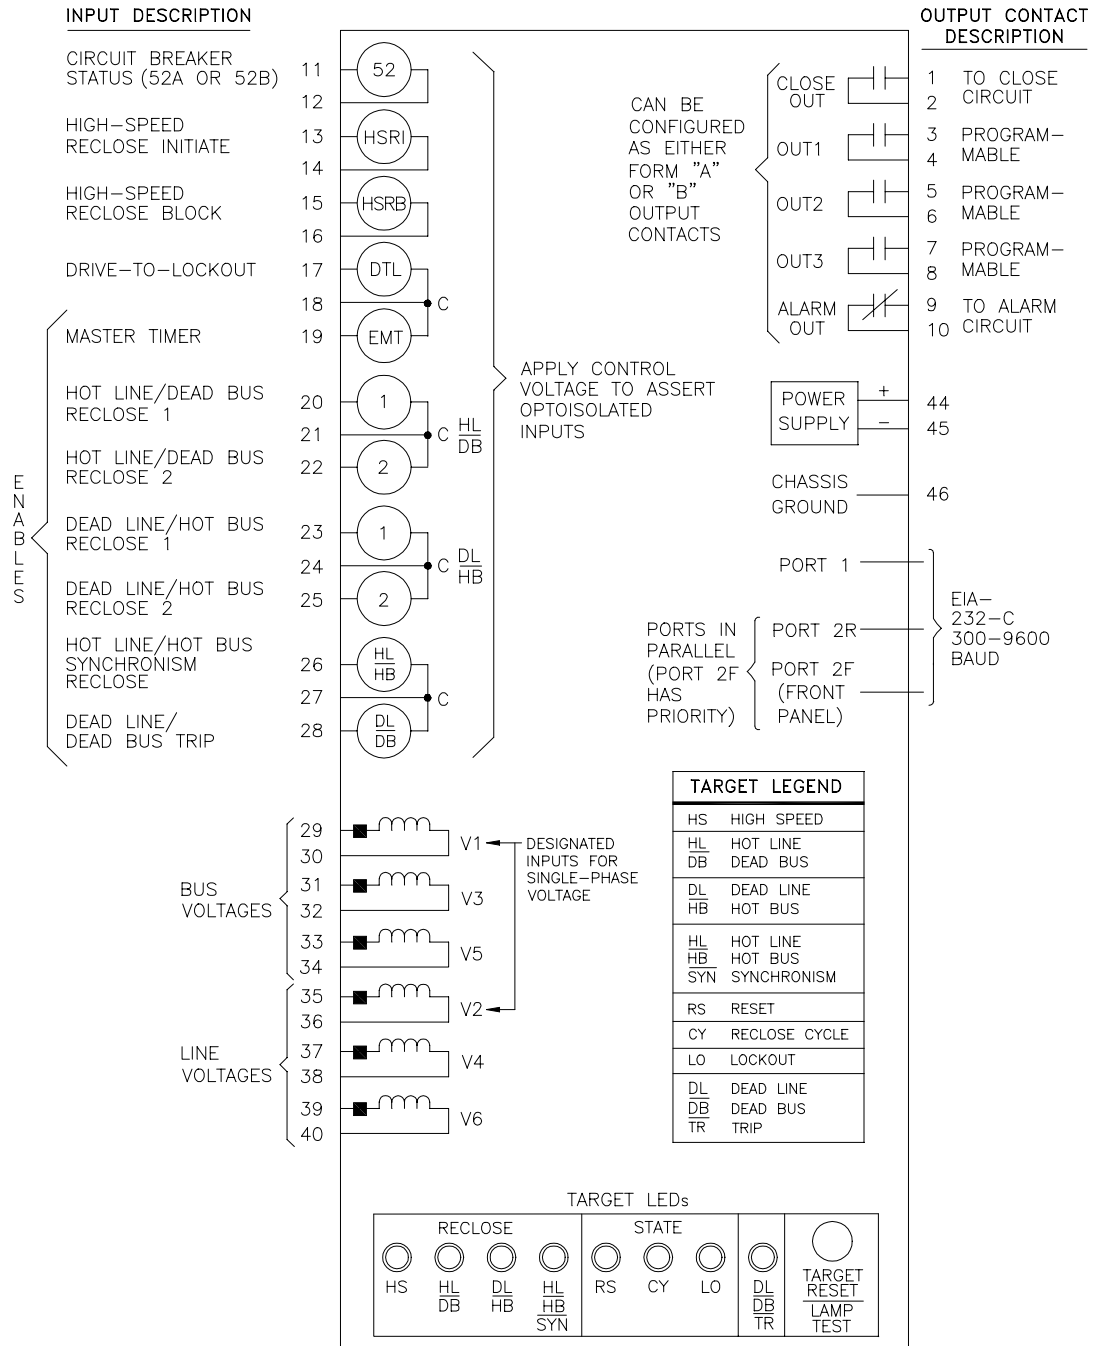 INPUT DESCRIPTION
CIRCUIT BREAKER
STATUS (52A OR 52B)
11
52
12
HIGH-SPEED
RECLOSE INITIATE
13
HSRI
14
HIGH-SPEED
RECLOSE BLOCK
15
HSRB
16
DRIVE-TO-LOCKOUT
17
DTL
18
C
MASTER TIMER
19
EMT
HOT LINE/DEAD BUS
RECLOSE 1
20
1
21
C HL
DB
HOT LINE/DEAD BUS
RECLOSE 2
22
2
ENABLES
DEAD LINE/HOT BUS
RECLOSE 1
23
1
24
C DL
HB
DEAD LINE/HOT BUS
RECLOSE 2
25
2
HOT LINE/HOT BUS
SYNCHRONISM
RECLOSE
26
HL
HB
27
C
DEAD LINE/
DEAD BUS TRIP
28
DL
DB
APPLY CONTROL
VOLTAGE TO ASSERT
OPTOISOLATED
INPUTS
OUTPUT CONTACT
DESCRIPTION
CAN BE
CONFIGURED
AS EITHER
FORM "A"
OR "B"
OUTPUT
CONTACTS
CLOSE
OUT
1
2
TO CLOSE
CIRCUIT
OUT1
3
4
PROGRAM-
MABLE
OUT2
5
6
PROGRAM-
MABLE
OUT3
7
8
PROGRAM-
MABLE
ALARM
OUT
9
10
TO ALARM
CIRCUIT
POWER
SUPPLY
+
−
44
45
CHASSIS
GROUND
46
PORT 1
PORTS IN
PARALLEL
(PORT 2F
HAS
PRIORITY)
PORT 2R
PORT 2F
(FRONT
PANEL)
EIA-
232-C
300-9600
BAUD
BUS
VOLTAGES
29
30
V1
31
32
V3
33
34
V5
LINE
VOLTAGES
35
36
V2
37
38
V4
39
40
V6
DESIGNATED
INPUTS FOR
SINGLE-PHASE
VOLTAGE
TARGET LEGEND
HS HIGH SPEED
HL HOT LINE
DB DEAD BUS
DL DEAD LINE
HB HOT BUS
HL HOT LINE
HB HOT BUS
SYN SYNCHRONISM
RS RESET
CY RECLOSE CYCLE
LO LOCKOUT
DL DEAD LINE
DB DEAD BUS
TR TRIP
TARGET LEDs
RECLOSE
HS
HL
DB
DL
HB
HL
HB
SYN
STATE
RS
CY
LO
DL
DB
TR
TARGET
RESET
LAMP
TEST